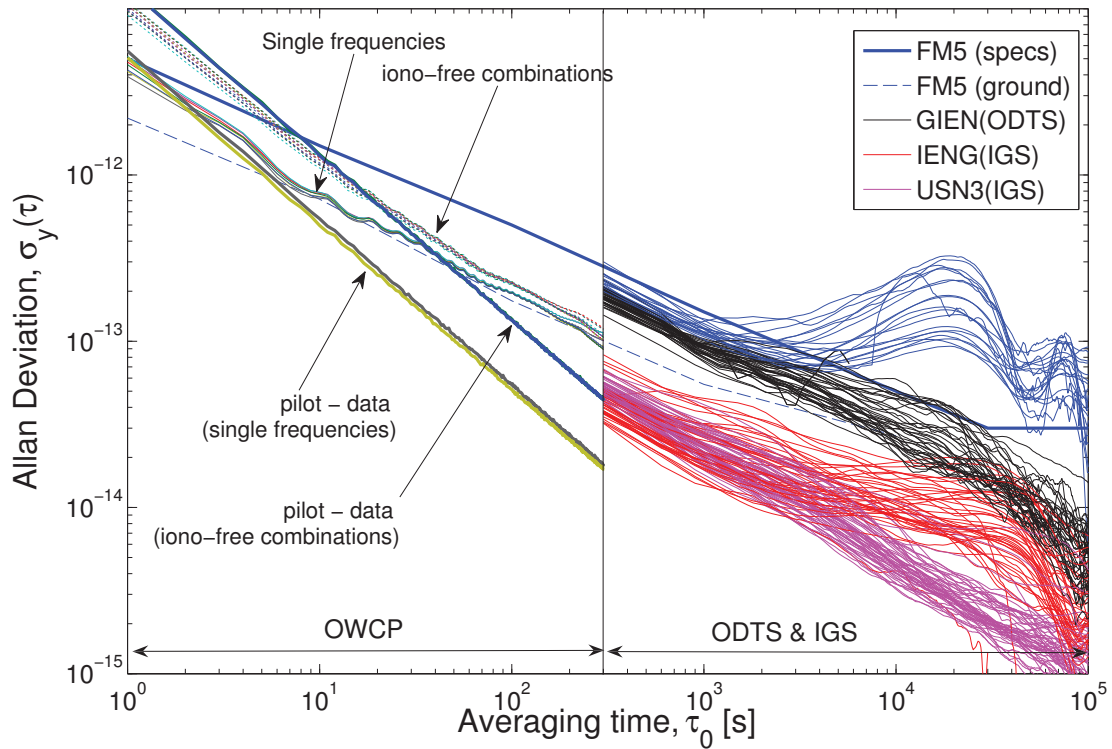 Single frequencies
iono−free combinations
FM5 (specs)
FM5 (ground)
GIEN(ODTS)
IENG(IGS)
USN3(IGS)
10^-12
10^-13
10^-14
10^-15
Allan Deviation, σ_y(τ)
pilot − data
(single frequencies)
pilot − data
(iono−free combinations)
OWCP
ODTS & IGS
10^0
10^1
10^2
10^3
10^4
10^5
Averaging time, τ_0 [s]